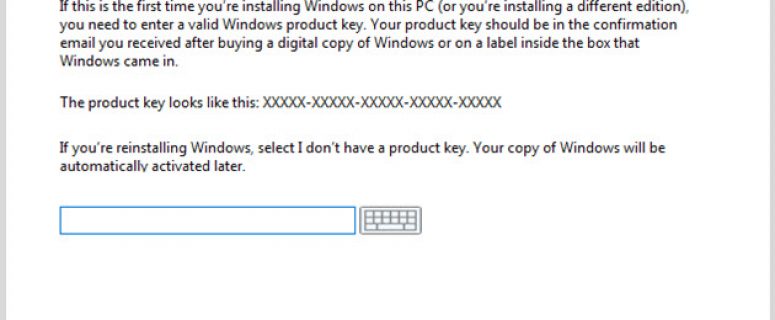 If this is the first time you're installing Windows on this PC (or you're installing a different edition),
you need to enter a valid Windows product key. Your product key should be in the confirmation
email you received after buying a digital copy of Windows or on a label inside the box that
Windows came in.
The product key looks like this: XXXXX-XXXXX-XXXXX-XXXXX-XXXXX
If you're reinstalling Windows, select I don't have a product key. Your copy of Windows will be
automatically activated later.